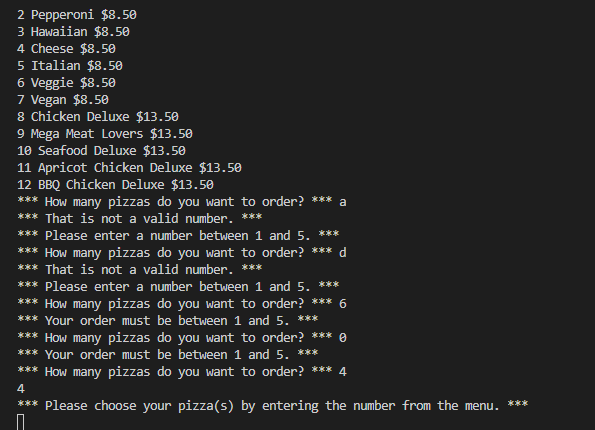 2 Pepperoni $8.50
3 Hawaiian $8.50
4 Cheese $8.50
5 Italian $8.50
6 Veggie $8.50
7 Vegan $8.50
8 Chicken Deluxe $13.50
9 Mega Meat Lovers $13.50
10 Seafood Deluxe $13.50
11 Apricot Chicken Deluxe $13.50
12 BBQ Chicken Deluxe $13.50
*** How many pizzas do you want to order? *** a
*** That is not a valid number. ***
*** Please enter a number between 1 and 5. ***
*** How many pizzas do you want to order? *** d
*** That is not a valid number. ***
*** Please enter a number between 1 and 5. ***
*** How many pizzas do you want to order? *** 6
*** Your order must be between 1 and 5. ***
*** How many pizzas do you want to order? *** 0
*** Your order must be between 1 and 5. ***
*** How many pizzas do you want to order? *** 4
4
*** Please choose your pizza(s) by entering the number from the menu. ***